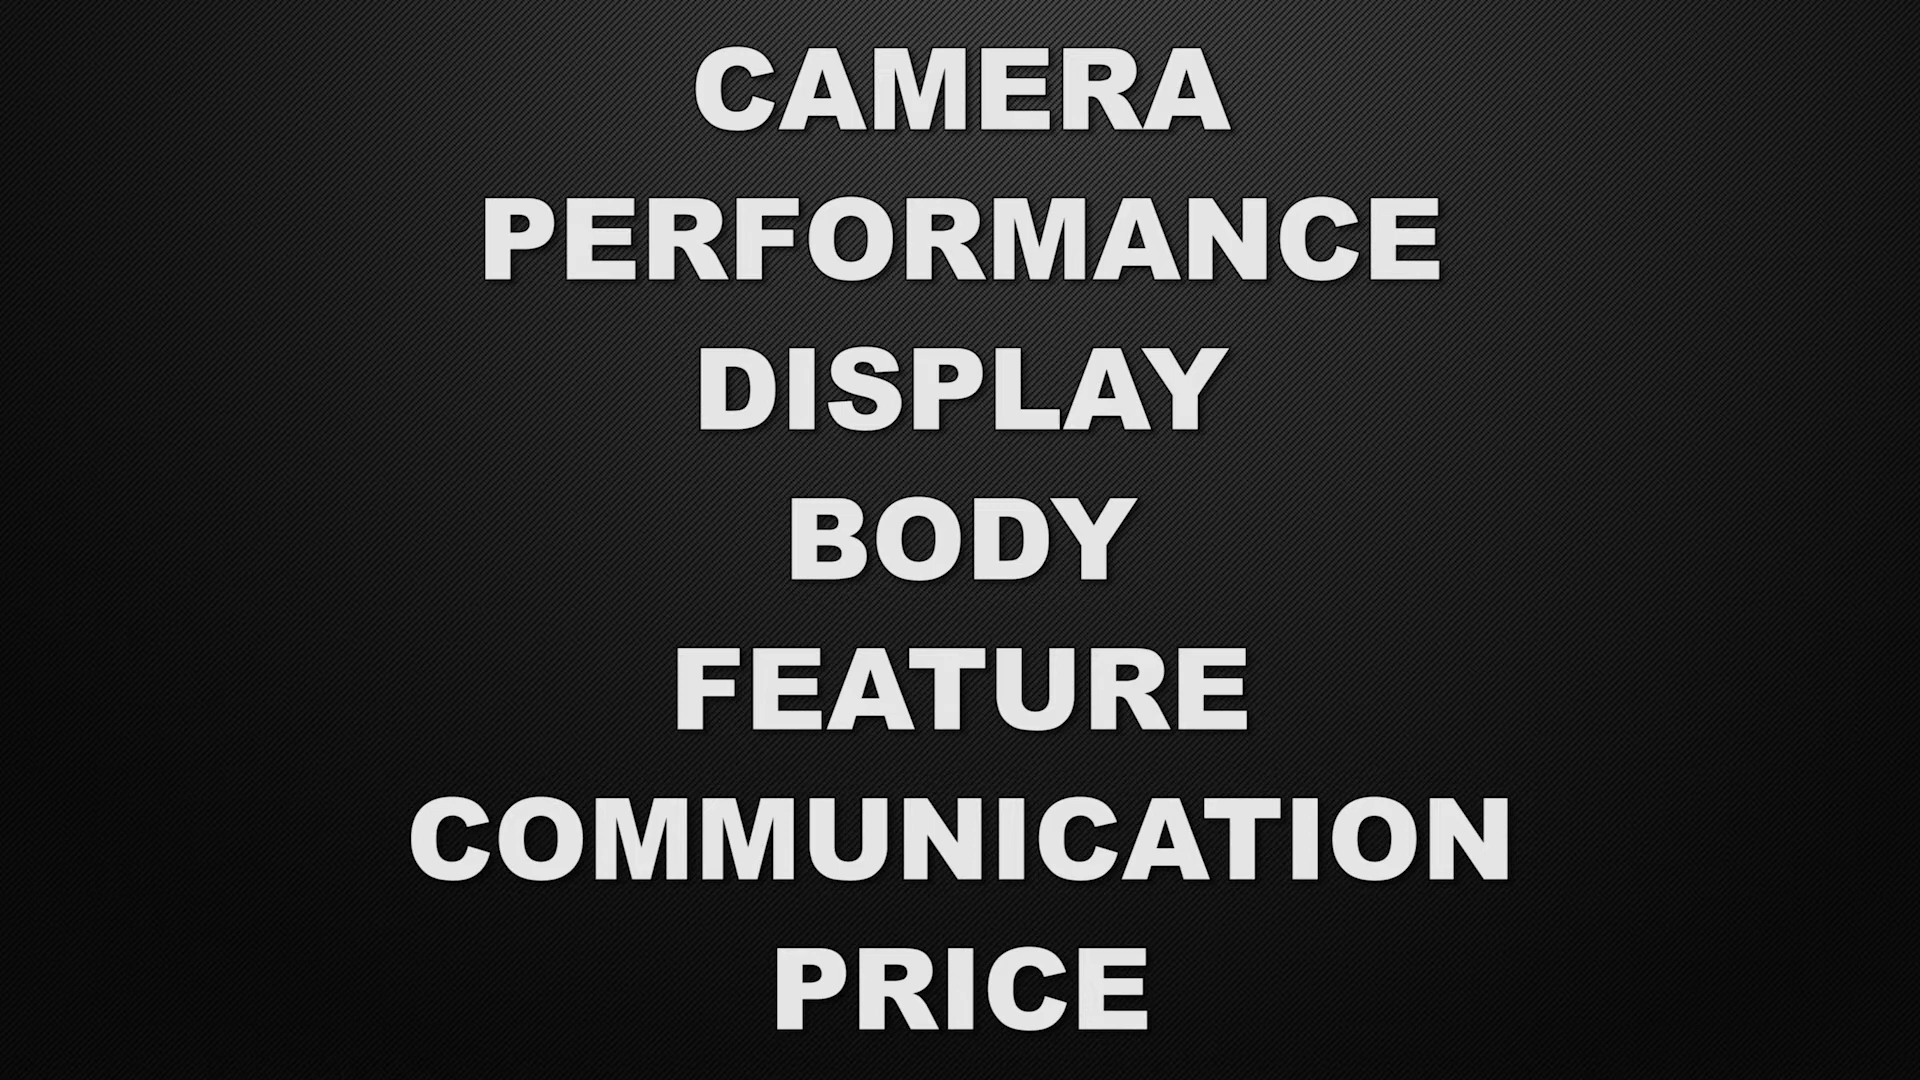 CAMERA
PERFORMANCE
DISPLAY
BODY
FEATURE
COMMUNICATION
PRICE